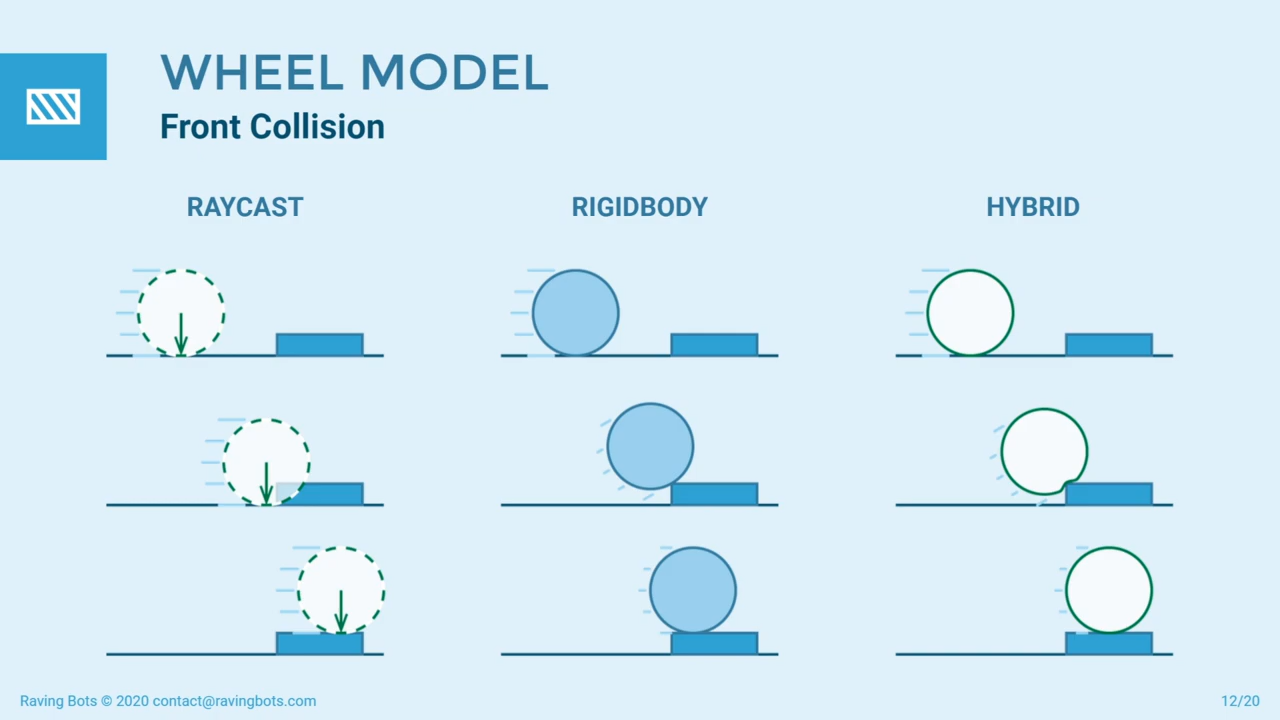 WHEEL MODEL
Front Collision
RAYCAST
RIGIDBODY
HYBRID
Raving Bots © 2020 contact@ravingbots.com
12/20